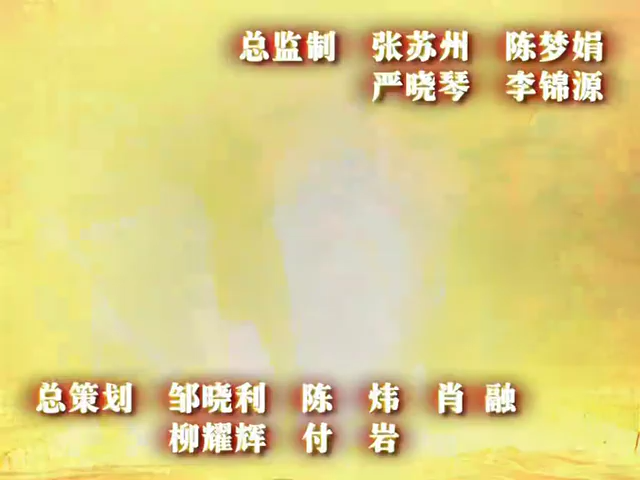 总监制 张苏州 陈梦娟
严晓琴 李锦源
总策划 邹晓利 陈 炜 肖 融
柳耀辉 付 岩